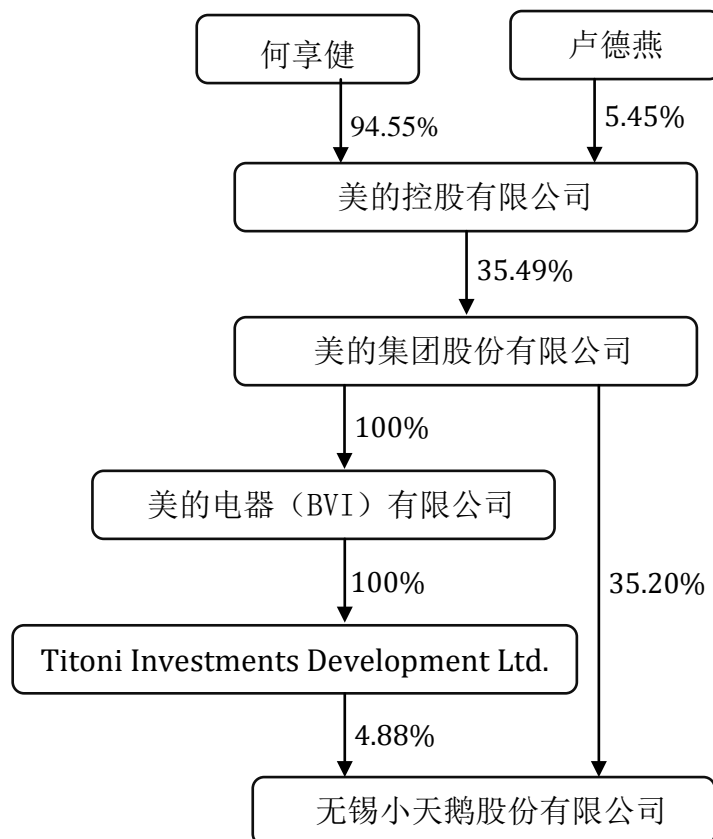 何享健
卢德燕
94.55%
5.45%
美的控股有限公司
35.49%
美的集团股份有限公司
100%
美的电器（BVI）有限公司
100%
35.20%
Titoni Investments Development Ltd.
4.88%
无锡小天鹅股份有限公司